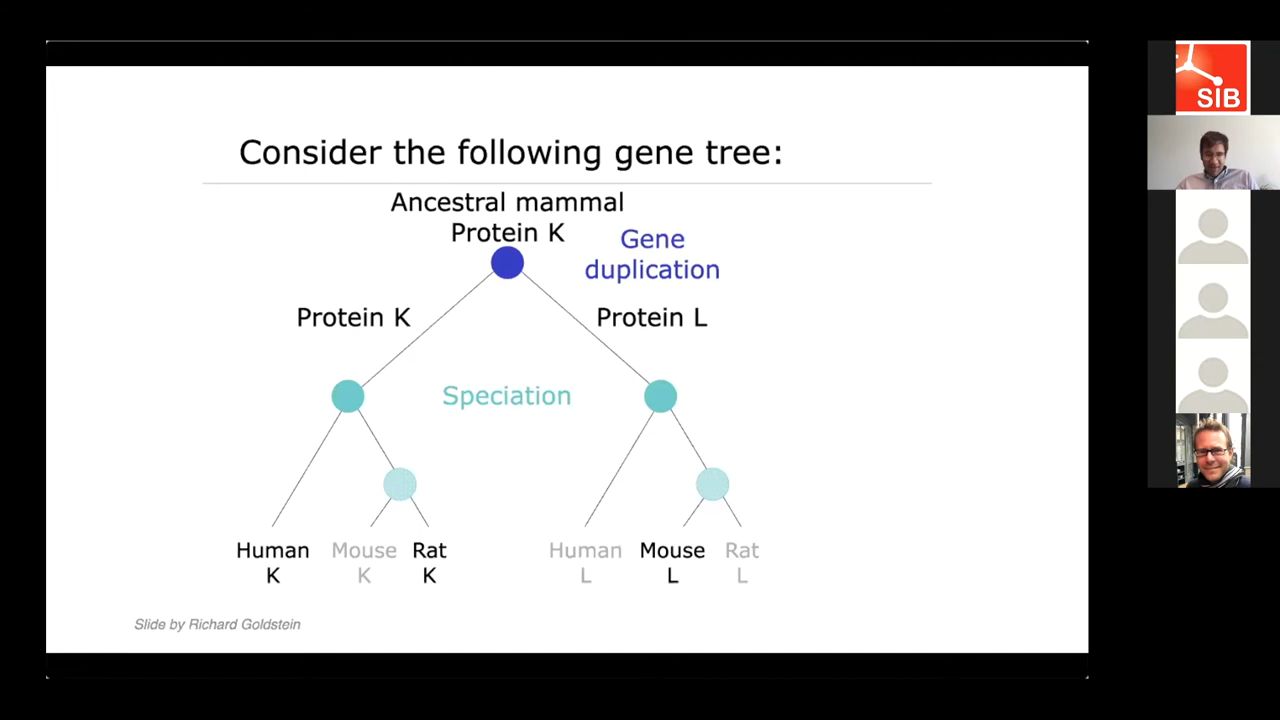 Consider the following gene tree:
Ancestral mammal
Protein K
Gene
duplication
Protein K
Protein L
Speciation
Human
K
Mouse
K
Rat
K
Human
L
Mouse
L
Rat
L
Slide by Richard Goldstein
SIB